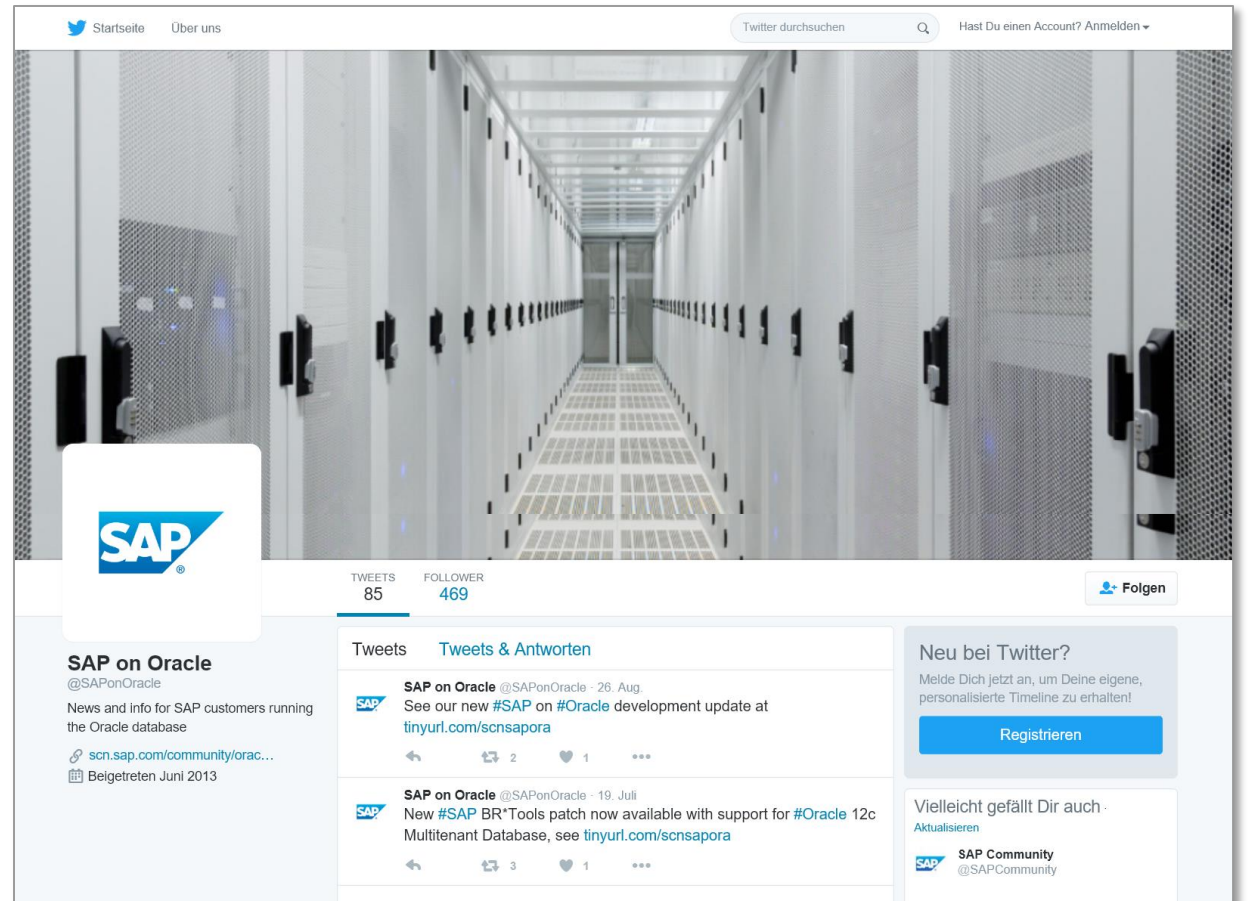 Startseite Über uns Twitter durchsuchen Hast Du einen Account? Anmelden
SAP
®
TWEETS FOLLOWER
85 469
Folgen
SAP on Oracle
@SAPonOracle
News and info for SAP customers running
the Oracle database
scn.sap.com/community/orac…
Beigetreten Juni 2013
Tweets Tweets & Antworten
SAP
SAP on Oracle @SAPonOracle · 26. Aug.
See our new #SAP on #Oracle development update at
tinyurl.com/scnsapora
2 1
SAP
SAP on Oracle @SAPonOracle · 19. Juli
New #SAP BR*Tools patch now available with support for #Oracle 12c
Multitenant Database, see tinyurl.com/scnsapora
3 1
Neu bei Twitter?
Melde Dich jetzt an, um Deine eigene,
personalisierte Timeline zu erhalten!
Registrieren
Vielleicht gefällt Dir auch ·
Aktualisieren
SAP
SAP Community
@SAPCommunity